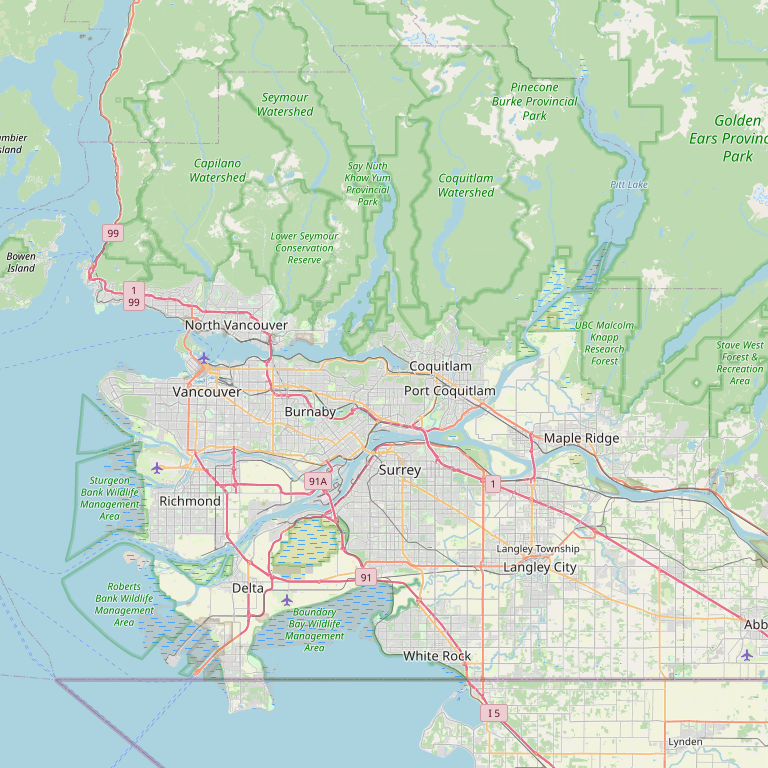 Pinecone
Burke Provincial
Park
Seymour
Watershed
Golden
Ears Provinc
Park
mbier
sland
Capilano
Watershed
Say Nuth
Khaw Yum
Provincial
Park
Coquitlam
Watershed
Pitt Lake
99
Lower Seymour
Conservation
Reserve
Bowen
Island
1
99
North Vancouver
UBC Malcolm
Knapp
Research
Forest
Stave West
Forest &
Recreation
Area
Coquitlam
Vancouver
Port Coquitlam
Burnaby
Maple Ridge
Surrey
Sturgeon
Bank Wildlife
Management
Area
91A
1
Richmond
Langley Township
Langley City
91
Delta
Roberts
Bank Wildlife
Management
Area
Boundary
Bay Wildlife
Management
Area
Abb
White Rock
I 5
Lynden